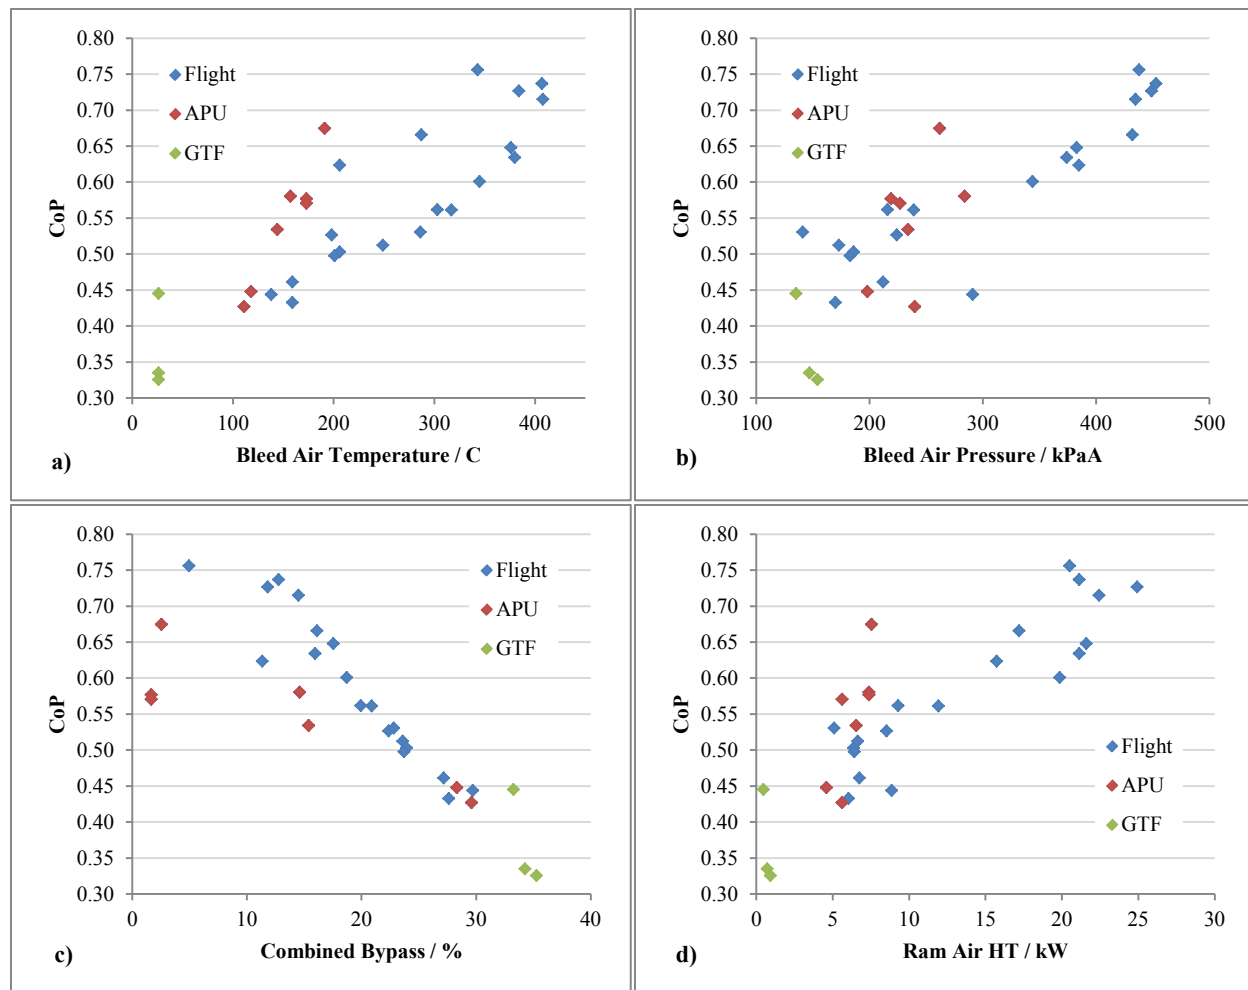 0.80
0.75
0.70
0.65
0.60
0.55
0.50
0.45
0.40
0.35
0.30
CoP
Flight
APU
GTF
0
100
200
300
400
Bleed Air Temperature / C
a)
0.80
0.75
0.70
0.65
0.60
0.55
0.50
0.45
0.40
0.35
0.30
CoP
Flight
APU
GTF
100
200
300
400
500
Bleed Air Pressure / kPaA
b)
0.80
0.75
0.70
0.65
0.60
0.55
0.50
0.45
0.40
0.35
0.30
CoP
Flight
APU
GTF
0
10
20
30
40
Combined Bypass / %
c)
0.80
0.75
0.70
0.65
0.60
0.55
0.50
0.45
0.40
0.35
0.30
CoP
Flight
APU
GTF
0
5
10
15
20
25
30
Ram Air HT / kW
d)